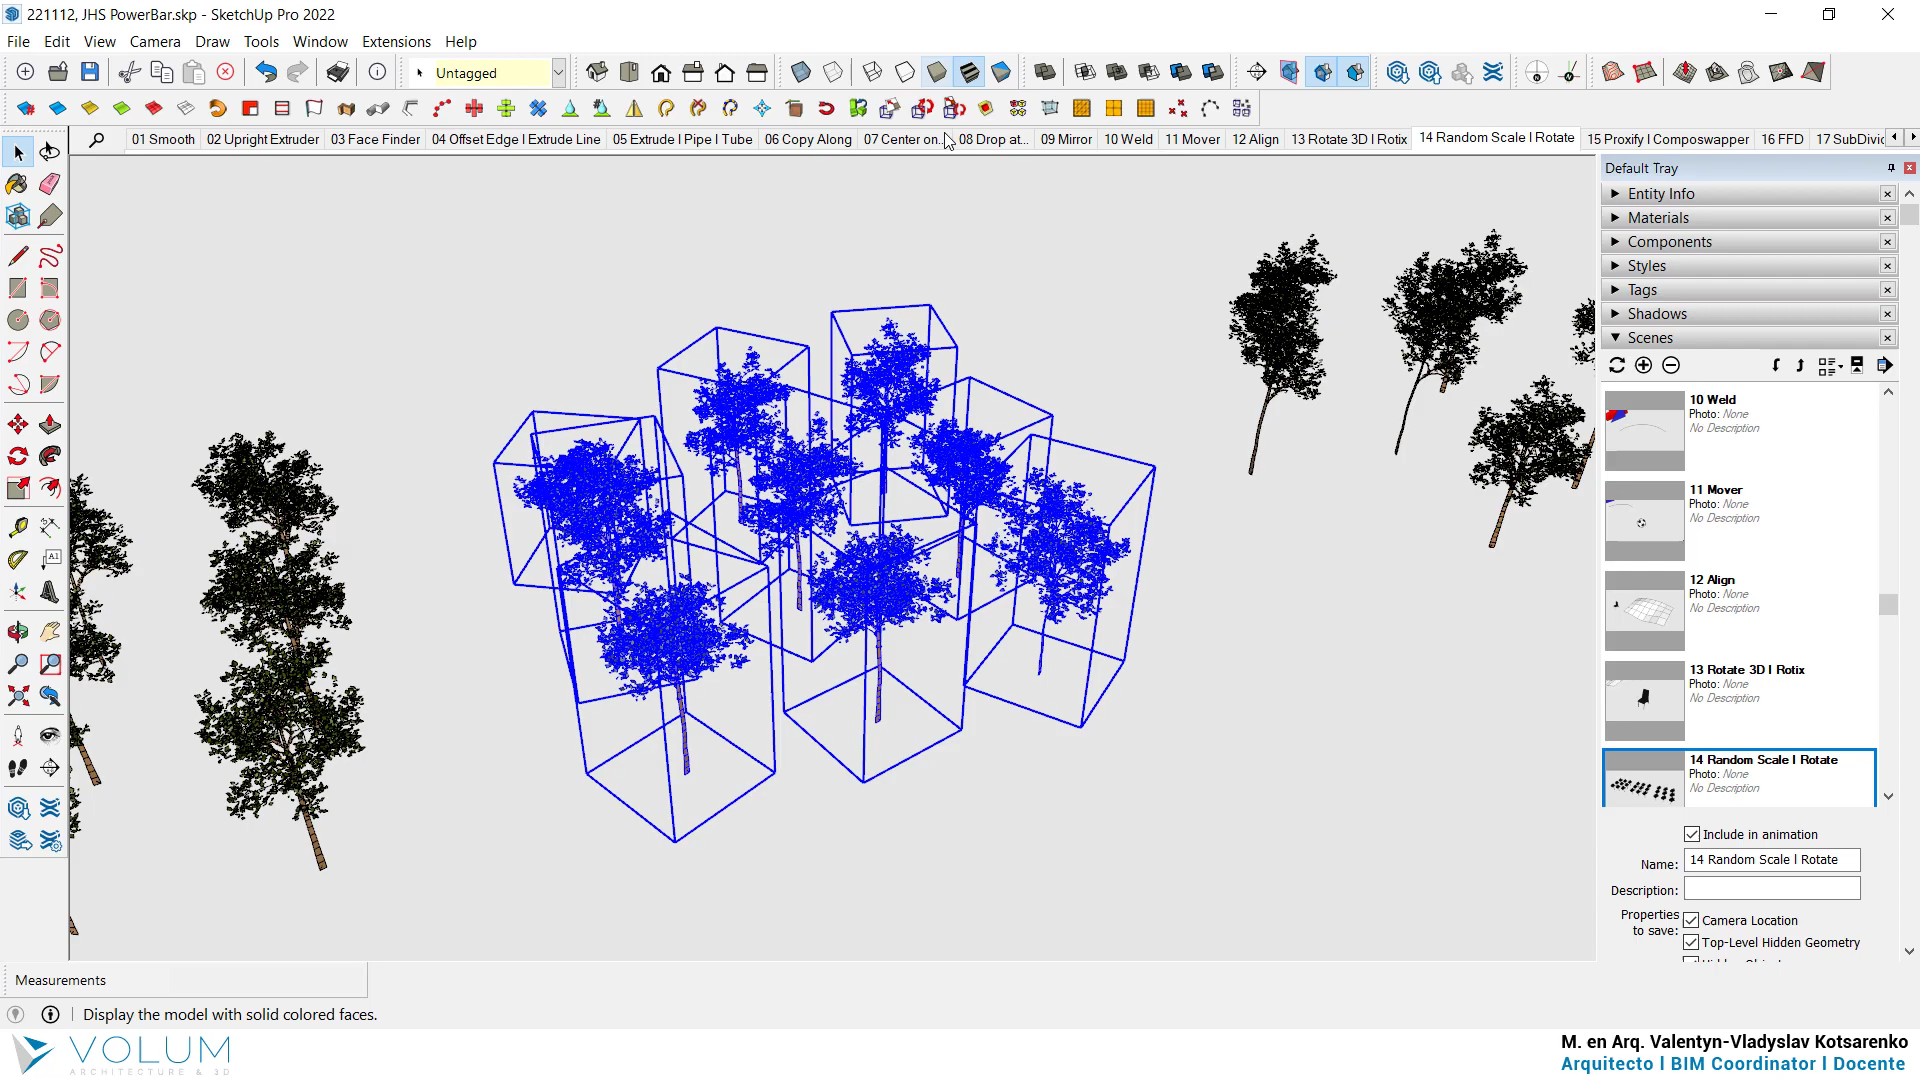 221112, JHS PowerBar.skp - SketchUp Pro 2022
File Edit View Camera Draw Tools Window Extensions Help
Untagged
01 Smooth 02 Upright Extruder 03 Face Finder 04 Offset Edge l Extrude Line 05 Extrude l Pipe l Tube 06 Copy Along 07 Center on... 08 Drop at... 09 Mirror 10 Weld 11 Mover 12 Align 13 Rotate 3D l Rotix 14 Random Scale l Rotate 15 Proxify l Composwapper 16 FFD 17 SubDivi
Default Tray
Entity Info
Materials
Components
Styles
Tags
Shadows
Scenes
10 Weld
Photo: None
No Description
11 Mover
Photo: None
No Description
12 Align
Photo: None
No Description
13 Rotate 3D l Rotix
Photo: None
No Description
14 Random Scale l Rotate
Photo: None
No Description
Include in animation
Name: 14 Random Scale l Rotate
Description:
Properties to save:
Camera Location
Top-Level Hidden Geometry
A1
Measurements
Display the model with solid colored faces.
VOLUM
ARCHITECTURE & 3D
M. en Arq. Valentyn-Vladyslav Kotsarenko
Arquitecto l BIM Coordinator l Docente